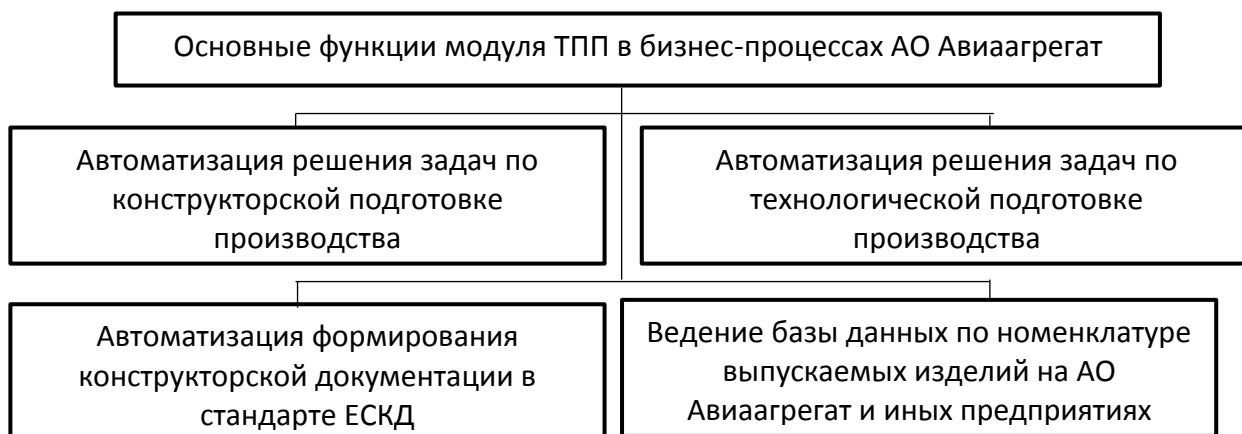 Основные функции модуля ТПП в бизнес-процессах АО Авиаагрегат
Автоматизация решения задач по
конструкторской подготовке
производства
Автоматизация решения задач по
технологической подготовке
производства
Автоматизация формирования
конструкторской документации в
стандарте ЕСКД
Ведение базы данных по номенклатуре
выпускаемых изделий на АО
Авиаагрегат и иных предприятиях